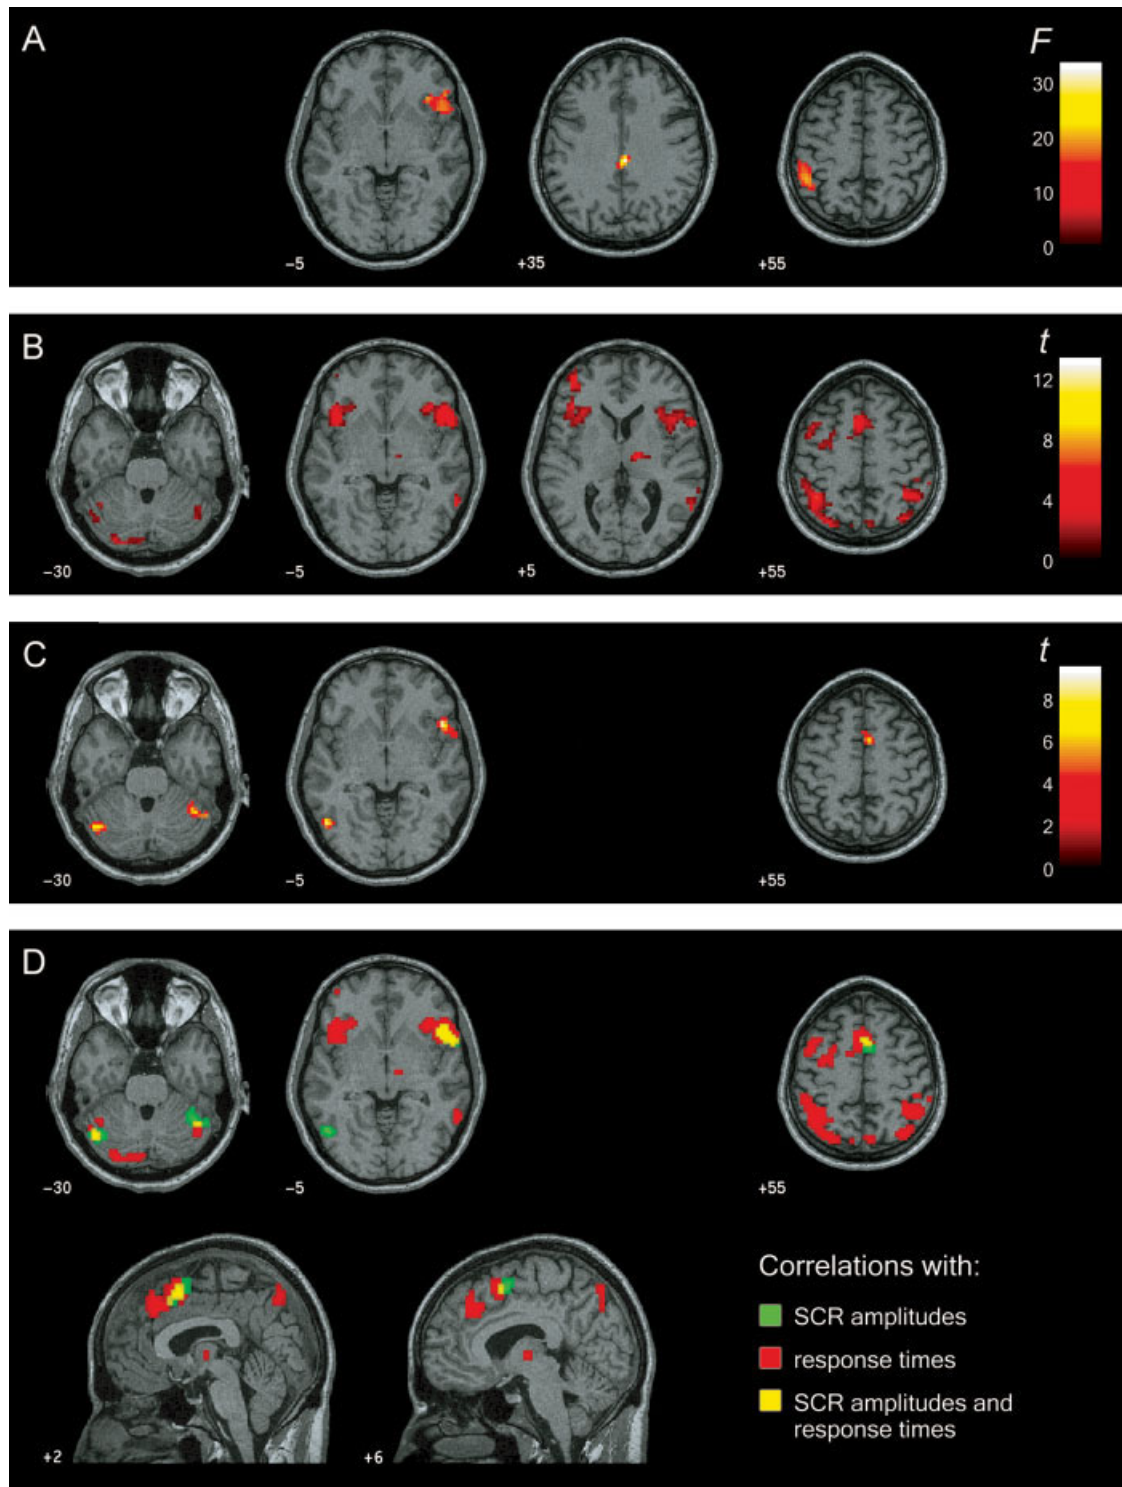 A
F
30
20
10
0
−5
+35
+55
B
t
12
8
4
0
−30
−5
+5
+55
C
t
8
6
4
2
0
−30
−5
+55
D
−30
−5
+55
Correlations with:
SCR amplitudes
response times
SCR amplitudes and
response times
+2
+6